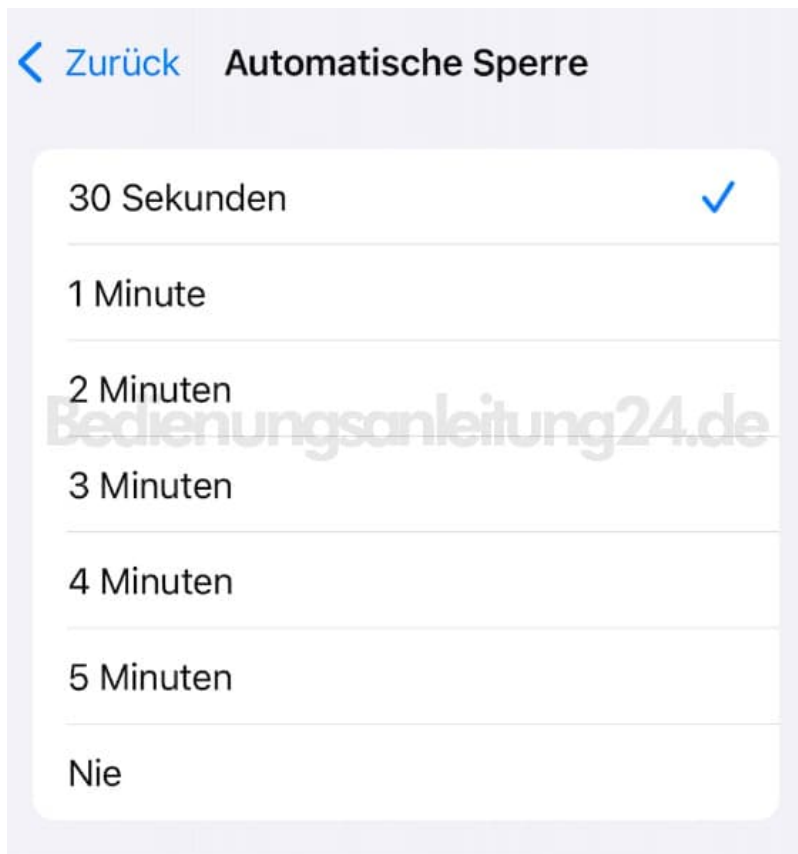 Zurück Automatische Sperre
30 Sekunden
1 Minute
2 Minuten
Bedienungsanleitung24.de
3 Minuten
4 Minuten
5 Minuten
Nie